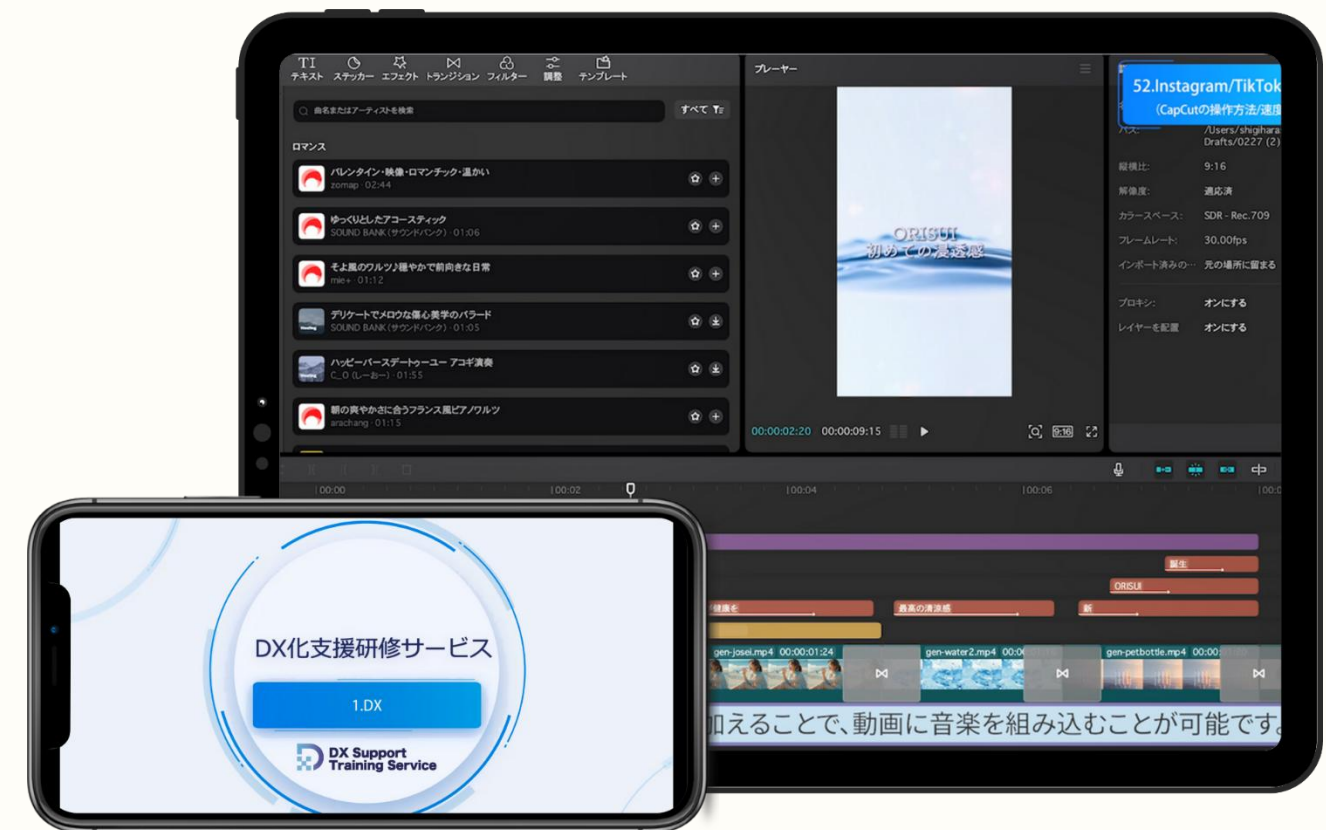 TI
テキスト ステッカー エフェクト トランジション フィルター 調整 テンプレート
曲名またはアーティストを検索
すべて
ロマンス
バレンタイン・映像・ロマンチック・温かい
zomap · 02:44
ゆっくりとしたアコースティック
SOUND BANK (サウンドバンク) · 01:06
そよ風のワルツ♪穏やかで前向きな日常
mie+ · 01:12
デリケートでメロウな傷心美学のバラード
SOUND BANK (サウンドバンク) · 01:05
ハッピーバースデートゥーユー アコギ演奏
C_O (しーおー) · 01:55
朝の爽やかさに合うフランス風ピアノワルツ
arachang · 01:15
プレーヤー
ORISUI
初めての浸透感
00:00:02:20 00:00:09:15
9:16
52.Instagram/TikTok
(CapCutの操作方法/速度
パス: /Users/shigihara
Drafts/0227 (2)
縦横比: 9:16
解像度: 適応済
カラースペース: SDR - Rec.709
フレームレート: 30.00fps
インポート済みの… 元の場所に留まる
プロキシ: オンにする
レイヤーを配置 オンにする
00:00 00:02 00:04 00:06
誕生
ORISUI
健康を 最高の清涼感 新
gen-josei.mp4 00:00:01:24 gen-water2.mp4 gen-petbottle.mp4
加えることで、動画に音楽を組み込むことが可能です。
DX化支援研修サービス
1.DX
DX Support
Training Service